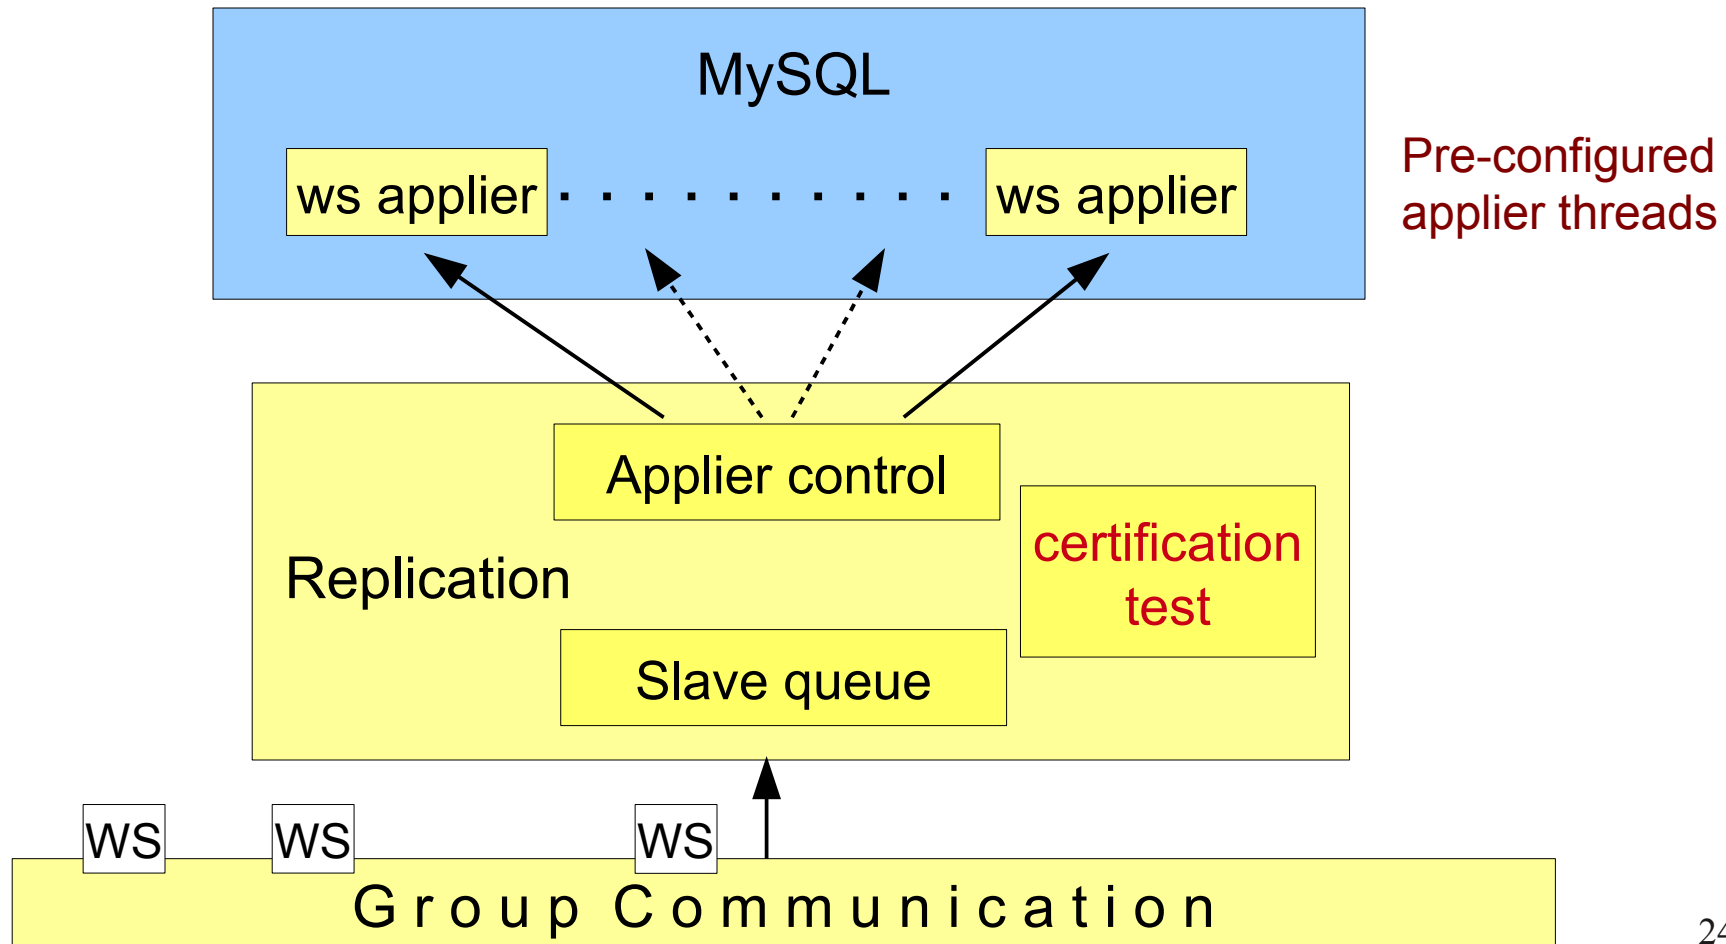 MySQL
ws applier . . . . . . . . . . ws applier
Pre-configured
applier threads
Applier control
certification
test
Replication
Slave queue
WS WS WS
Group Communication
24